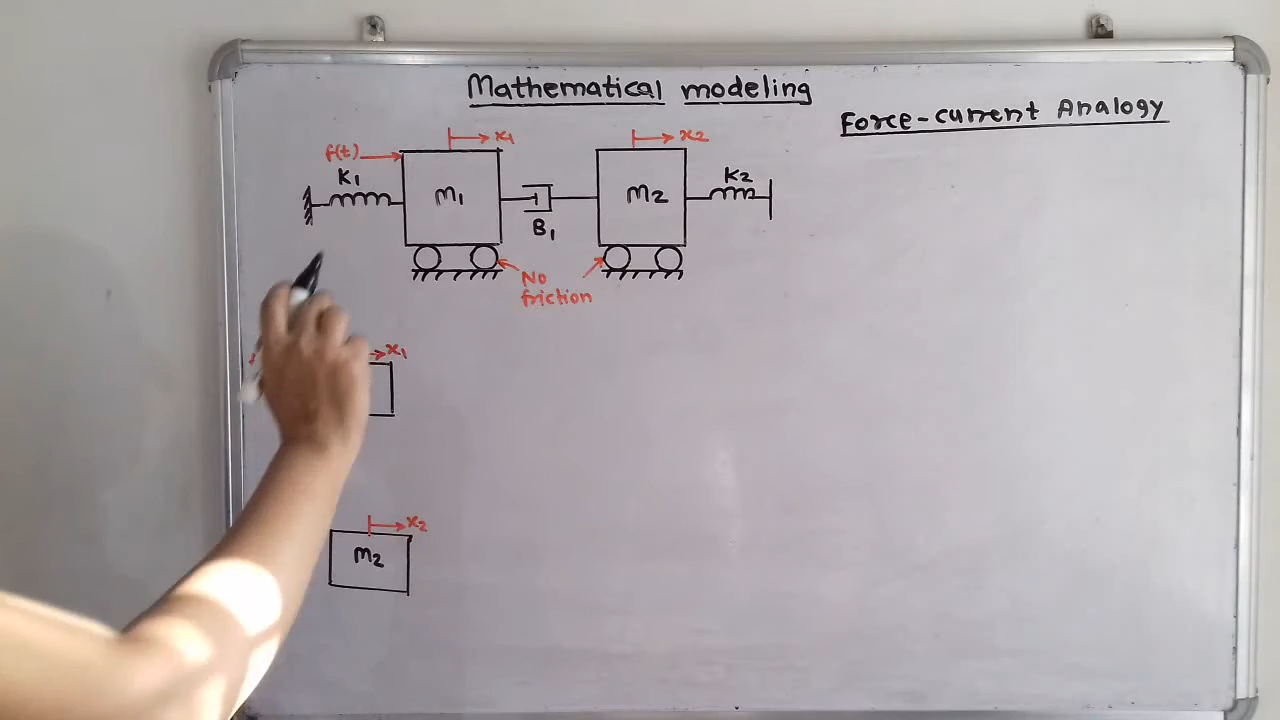 Mathematical modeling
Force-current Analogy
x1
x2
f(t)
K1
M1
M2
K2
B1
No
friction
x1
x2
M2